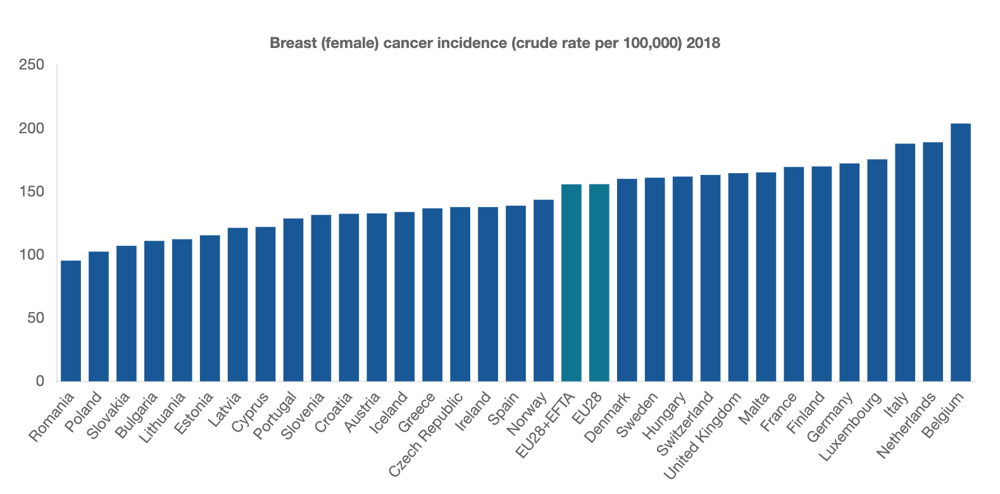 Breast (female) cancer incidence (crude rate per 100,000) 2018
250
200
150
100
50
0
Romania
Poland
Slovakia
Bulgaria
Lithuania
Estonia
Latvia
Cyprus
Portugal
Slovenia
Croatia
Austria
Iceland
Greece
Czech Republic
Ireland
Spain
Norway
EU28+EFTA
EU28
Denmark
Sweden
Hungary
Switzerland
United Kingdom
Malta
France
Finland
Germany
Luxembourg
Italy
Netherlands
Belgium